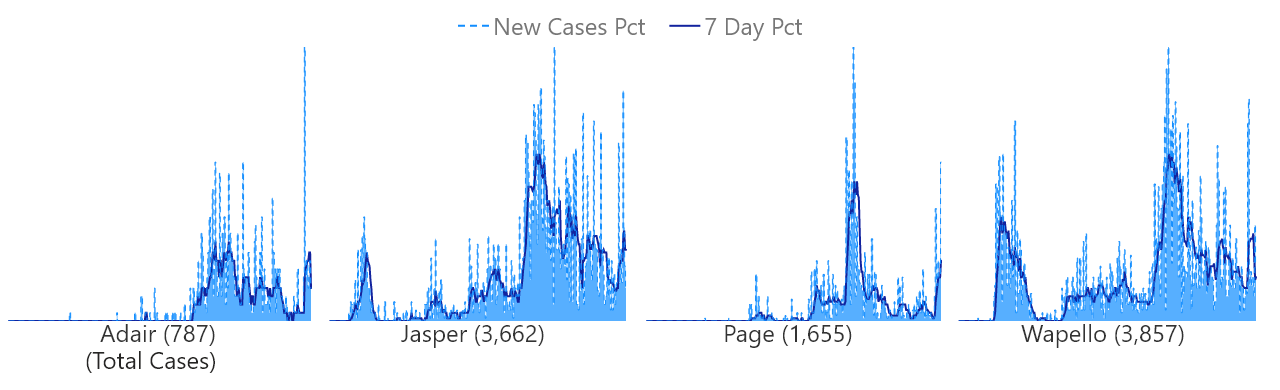 New Cases Pct 7 Day Pct
Adair (787) Jasper (3,662) Page (1,655) Wapello (3,857)
(Total Cases)